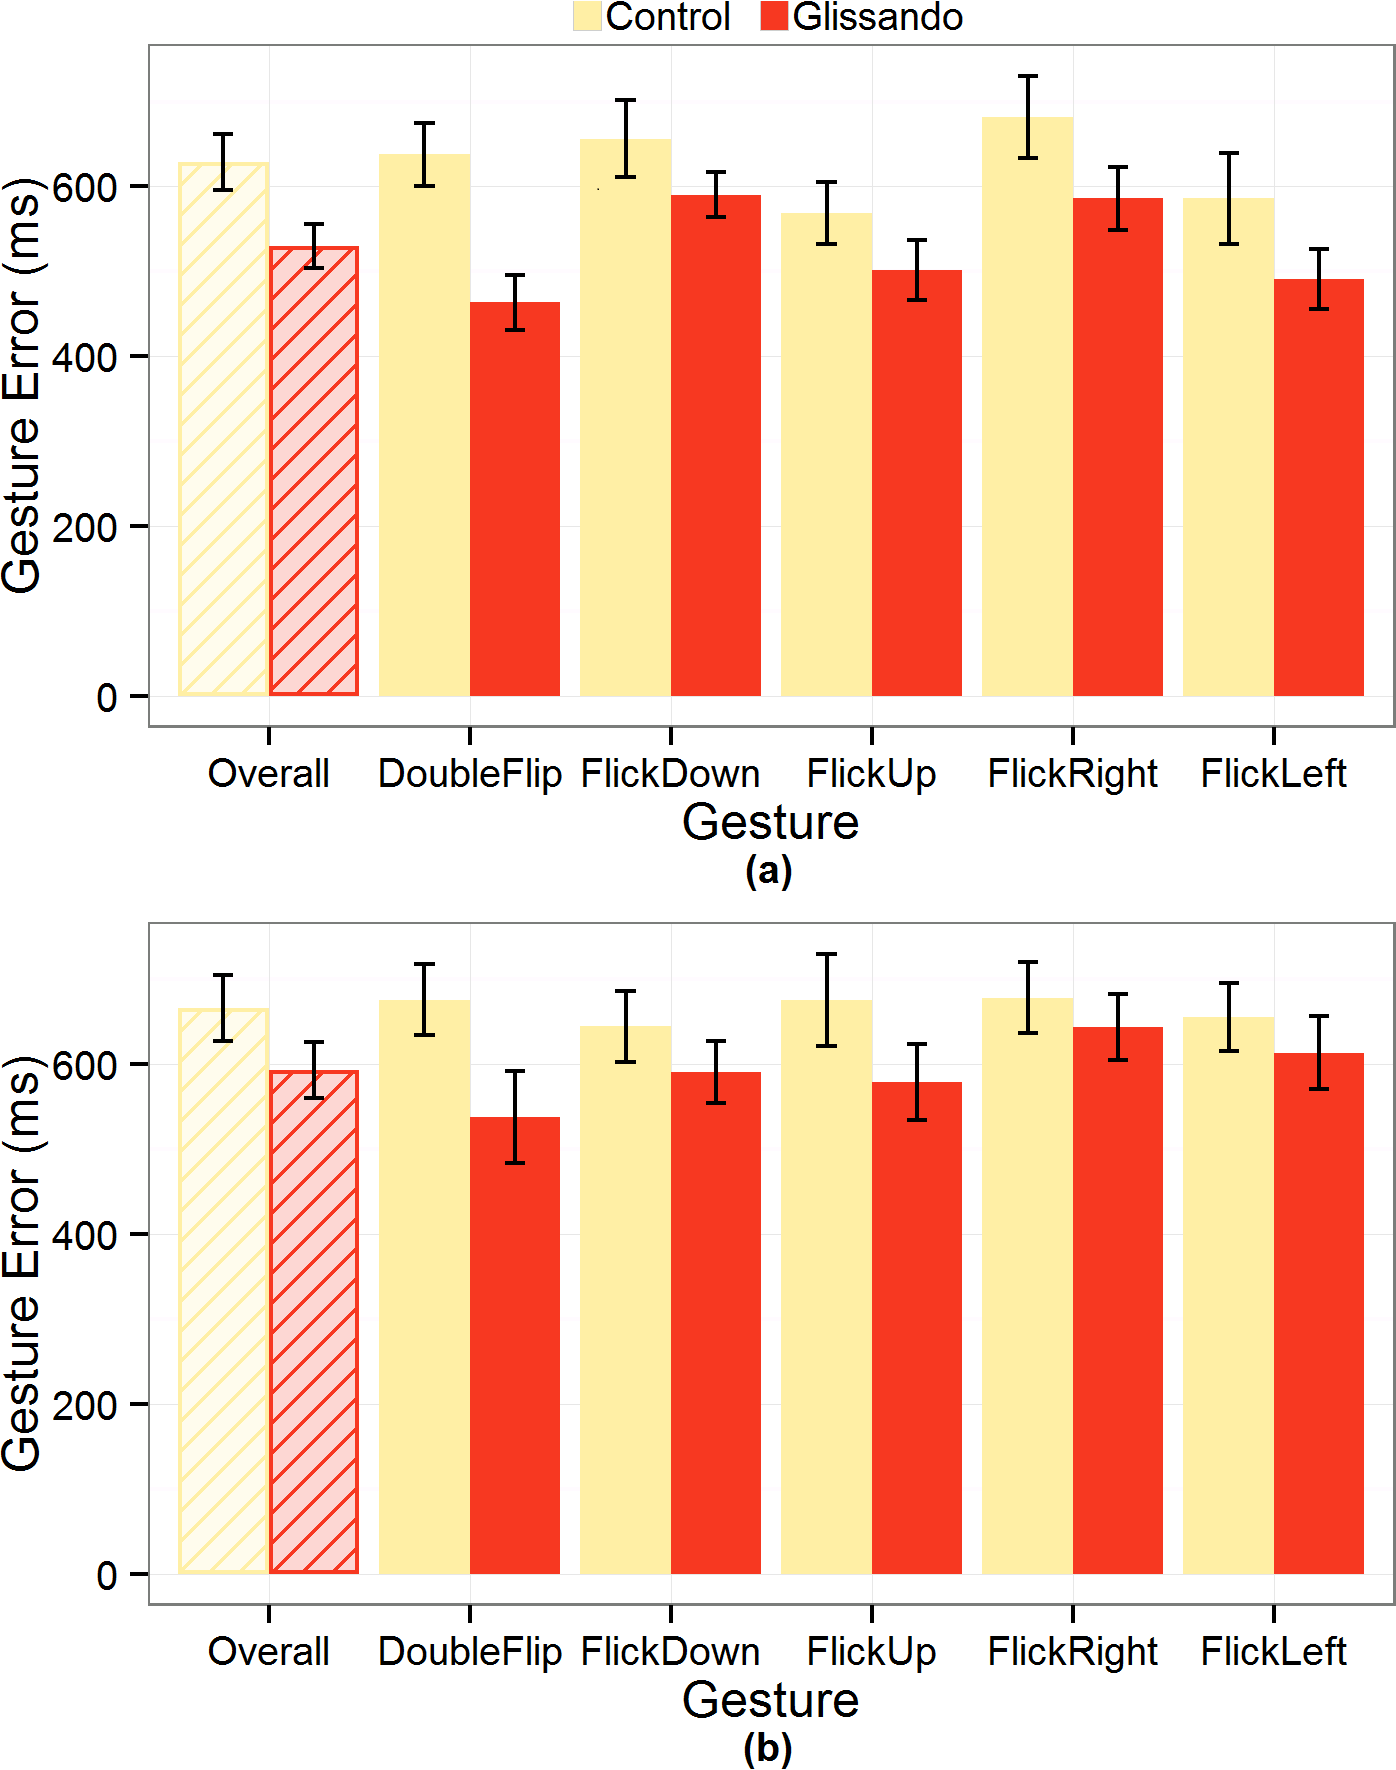 Control Glissando
Gesture Error (ms)
600
400
200
0
Overall DoubleFlip FlickDown FlickUp FlickRight FlickLeft
Gesture
(a)
Gesture Error (ms)
600
400
200
0
Overall DoubleFlip FlickDown FlickUp FlickRight FlickLeft
Gesture
(b)